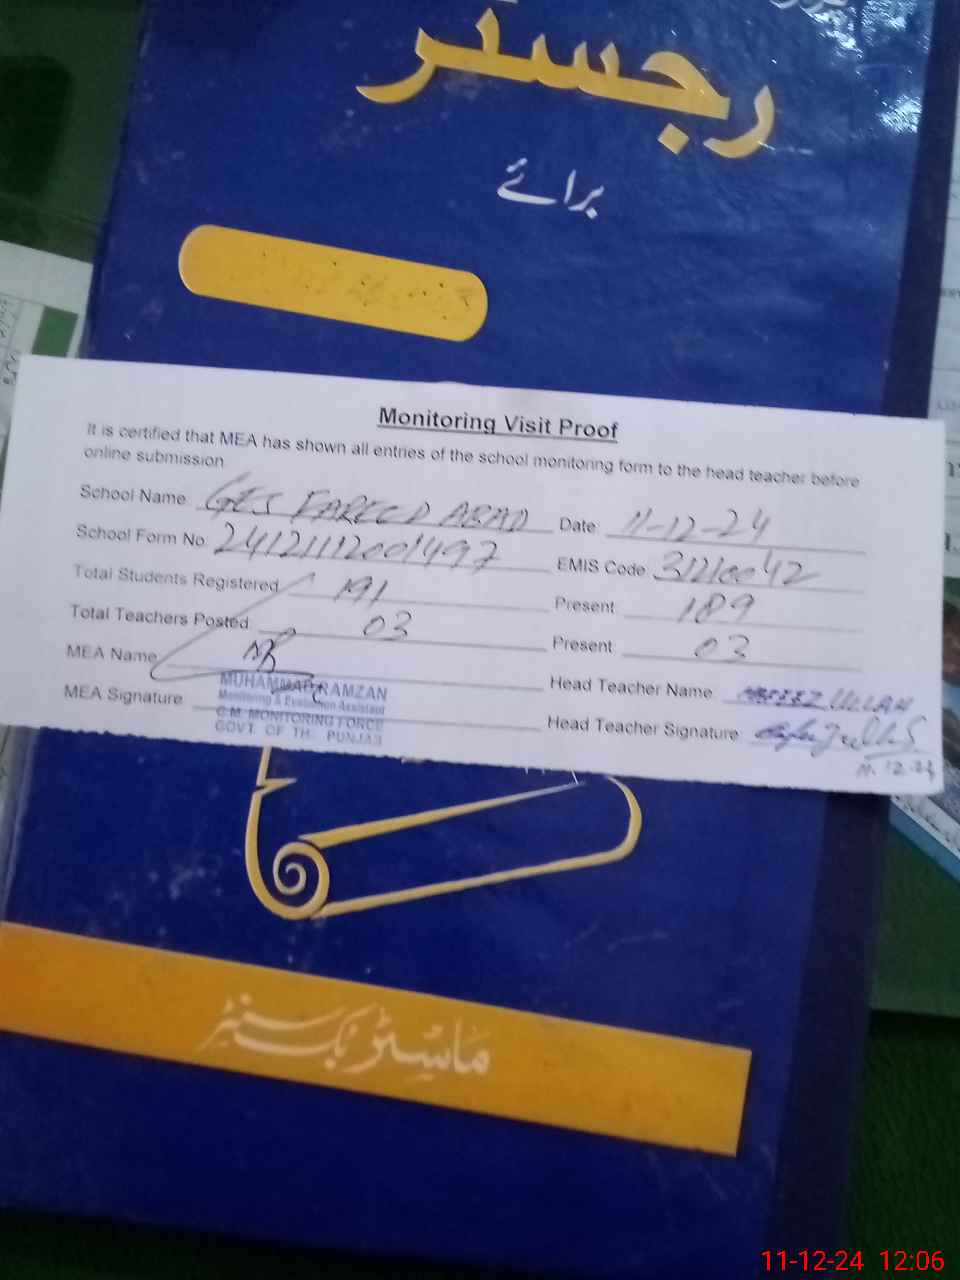 رجسٹر
برائے
Monitoring Visit Proof
It is certified that MEA has shown all entries of the school monitoring form to the head teacher before
online submission
School Name GES FAREED ABAD Date 11-12-24
School Form No. 241211112001497 EMIS Code 31210042
Total Students Registered 191 Present 189
Total Teachers Posted 03 Present 03
MEA Name Head Teacher Name ULLAH
MUHAMMAD RAMZAN
MEA Signature Monitoring & Evaluation Assistant Head Teacher Signature
C.M. MONITORING FORCE
GOVT. OF THE PUNJAB
11.12.24
ماسٹر بک سنٹر
11-12-24 12:06